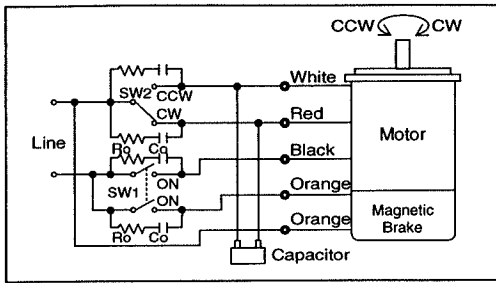 CCW CW
White
SW2 CCW
Red
CW
Motor
Line
Ro Co
Black
ON
SW1
Orange
ON
Magnetic
Brake
Orange
Ro Co
Capacitor